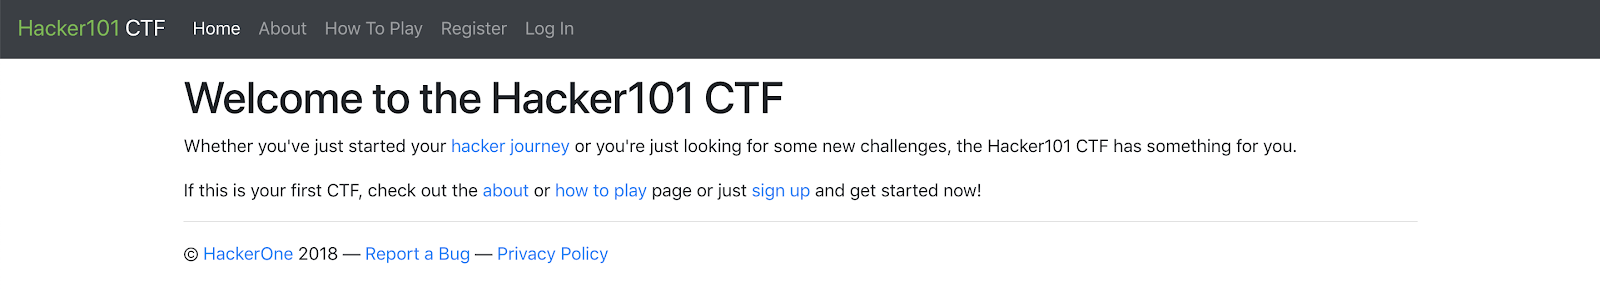 Hacker101 CTF Home About How To Play Register Log In
Welcome to the Hacker101 CTF
Whether you've just started your hacker journey or you're just looking for some new challenges, the Hacker101 CTF has something for you.
If this is your first CTF, check out the about or how to play page or just sign up and get started now!
© HackerOne 2018 — Report a Bug — Privacy Policy